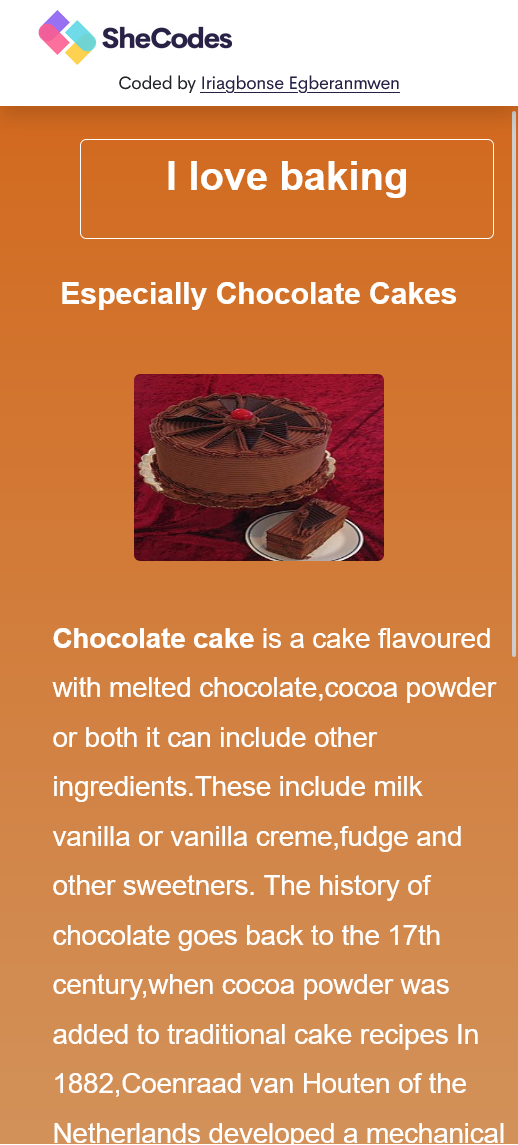 SheCodes
Coded by Iriagbonse Egberanmwen
I love baking
Especially Chocolate Cakes
Chocolate cake is a cake flavoured
with melted chocolate,cocoa powder
or both it can include other
ingredients.These include milk
vanilla or vanilla creme,fudge and
other sweetners. The history of
chocolate goes back to the 17th
century,when cocoa powder was
added to traditional cake recipes In
1882,Coenraad van Houten of the
Netherlands developed a mechanical